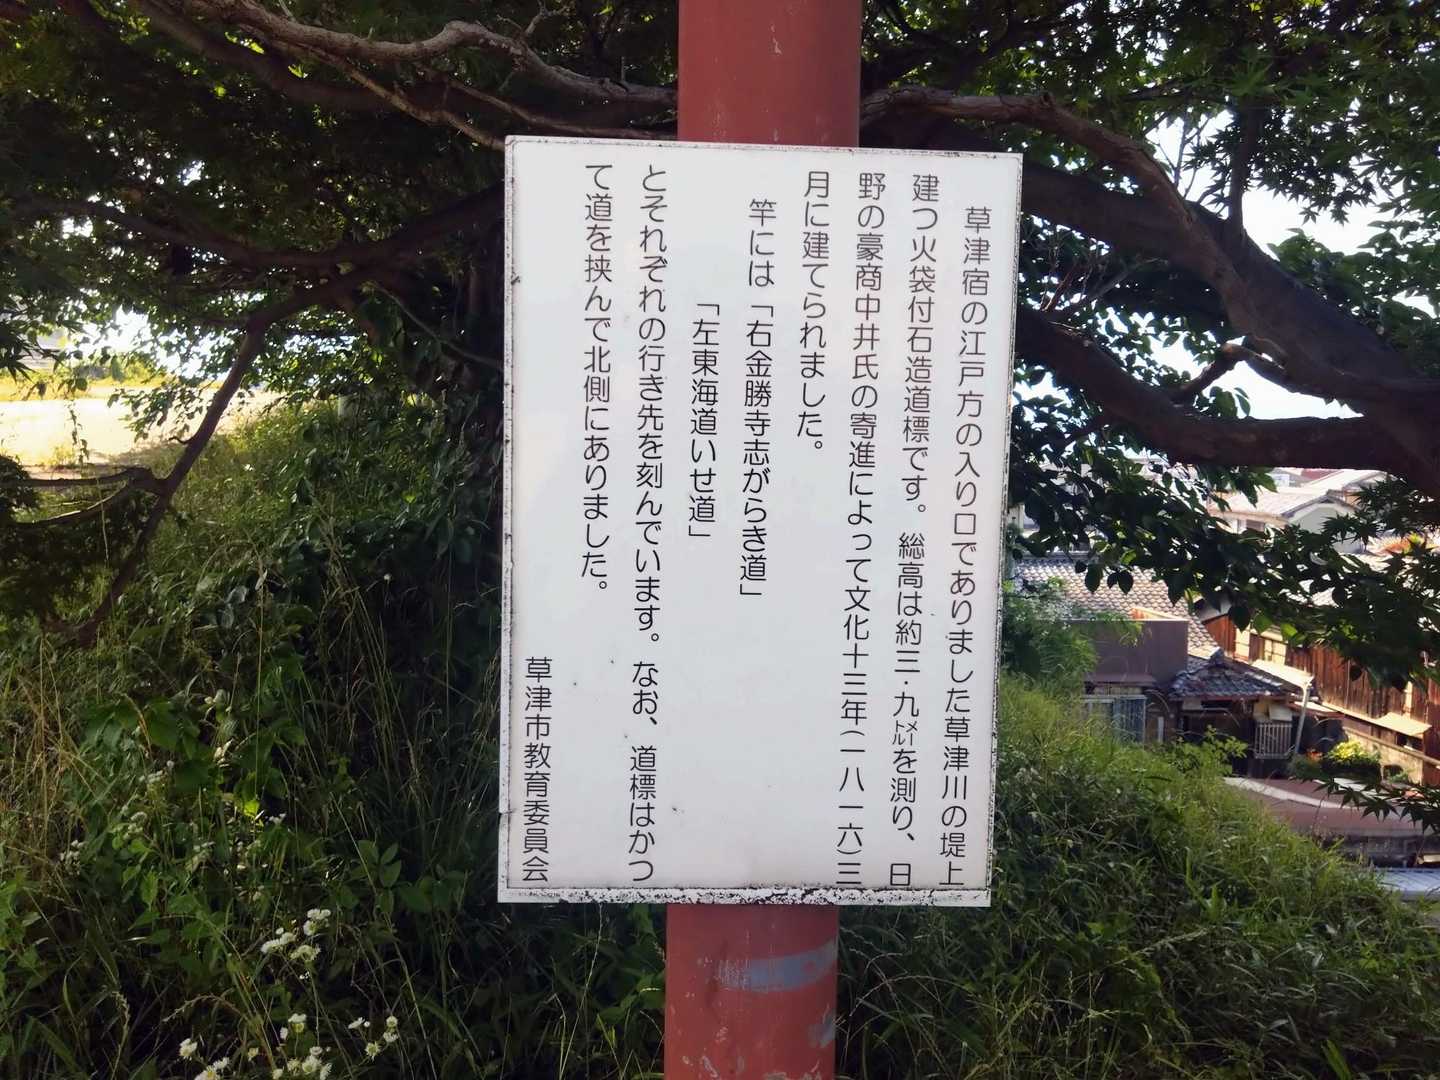 草津宿の江戸方の入り口でありました草津川の堤上
建つ火袋付石造道標です。総高は約三・九メートルを測り、日
野の豪商中井氏の寄進によって文化十三年(一八一六)三
月に建てられました。
竿には「右金勝寺志がらき道」
「左東海道いせ道」
とそれぞれの行き先を刻んでいます。なお、道標はかつ
て道を挟んで北側にありました。
草津市教育委員会